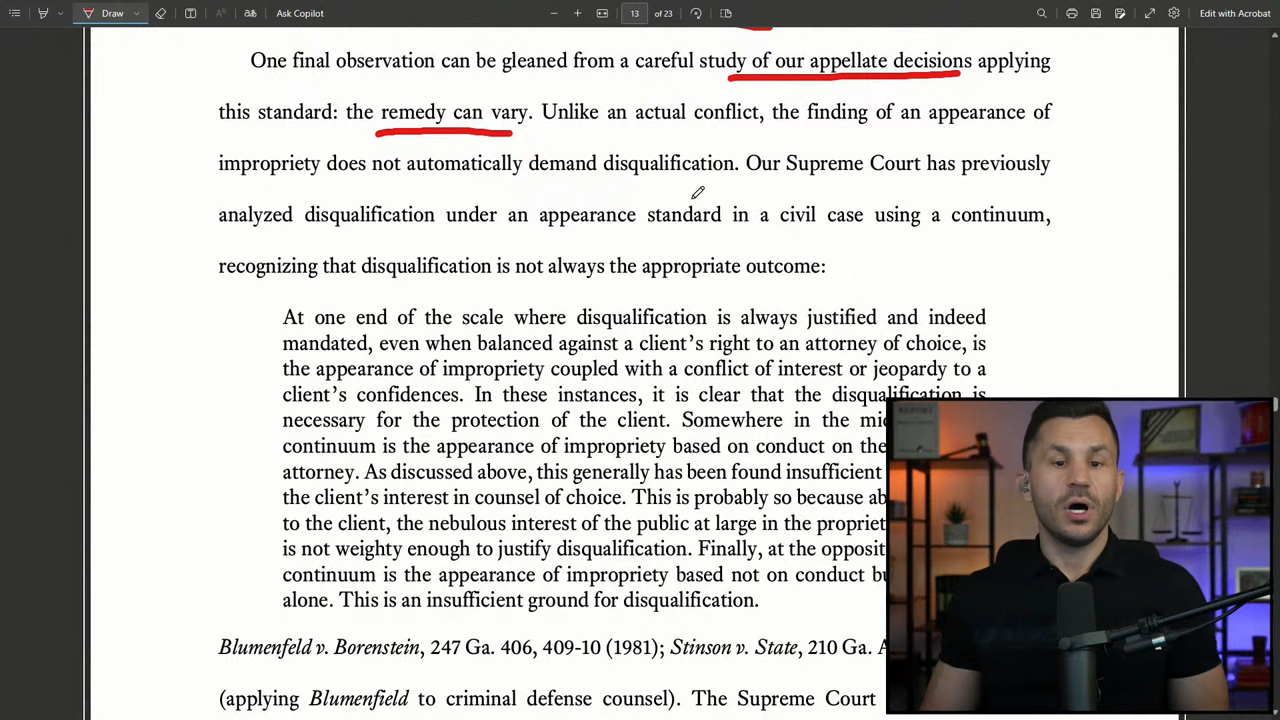 Draw
Ask Copilot
13
of 23
Edit with Acrobat
One final observation can be gleaned from a careful study of our appellate decisions applying
this standard: the remedy can vary. Unlike an actual conflict, the finding of an appearance of
impropriety does not automatically demand disqualification. Our Supreme Court has previously
analyzed disqualification under an appearance standard in a civil case using a continuum,
recognizing that disqualification is not always the appropriate outcome:
At one end of the scale where disqualification is always justified and indeed
mandated, even when balanced against a client’s right to an attorney of choice, is
the appearance of impropriety coupled with a conflict of interest or jeopardy to a
client’s confidences. In these instances, it is clear that the disqualification is
necessary for the protection of the client. Somewhere in the
continuum is the appearance of impropriety based on conduct on the
attorney. As discussed above, this generally has been found insufficient
the client’s interest in counsel of choice. This is probably so because
to the client, the nebulous interest of the public at large in the
is not weighty enough to justify disqualification. Finally, at the
continuum is the appearance of impropriety based not on conduct
alone. This is an insufficient ground for disqualification.
Blumenfeld v. Borenstein, 247 Ga. 406, 409-10 (1981); Stinson v. State, 210 Ga.
(applying Blumenfield to criminal defense counsel). The Supreme Court